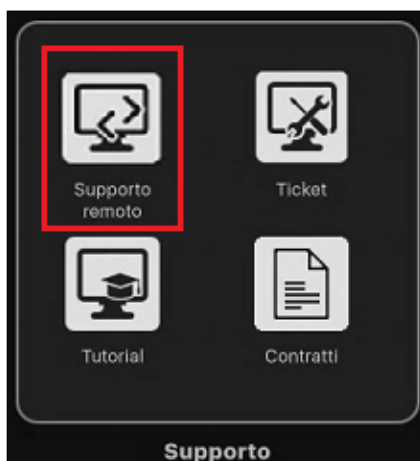 Supporto
remoto
Ticket
Tutorial
Contratti
Supporto